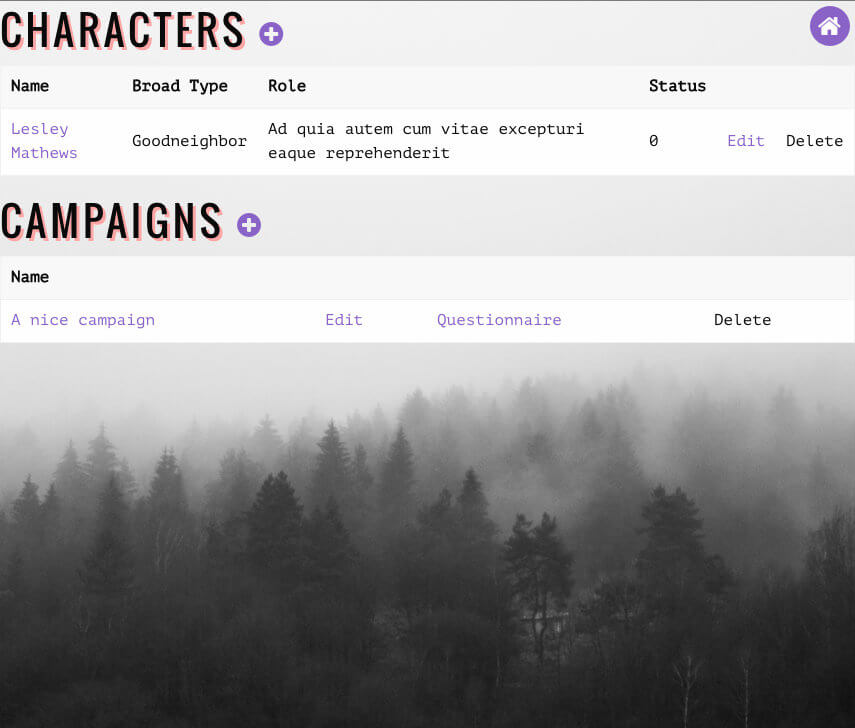 CHARACTERS
Name Broad Type Role Status
Lesley Mathews Goodneighbor Ad quia autem cum vitae excepturi eaque reprehenderit 0 Edit Delete
CAMPAIGNS
Name
A nice campaign Edit Questionnaire Delete